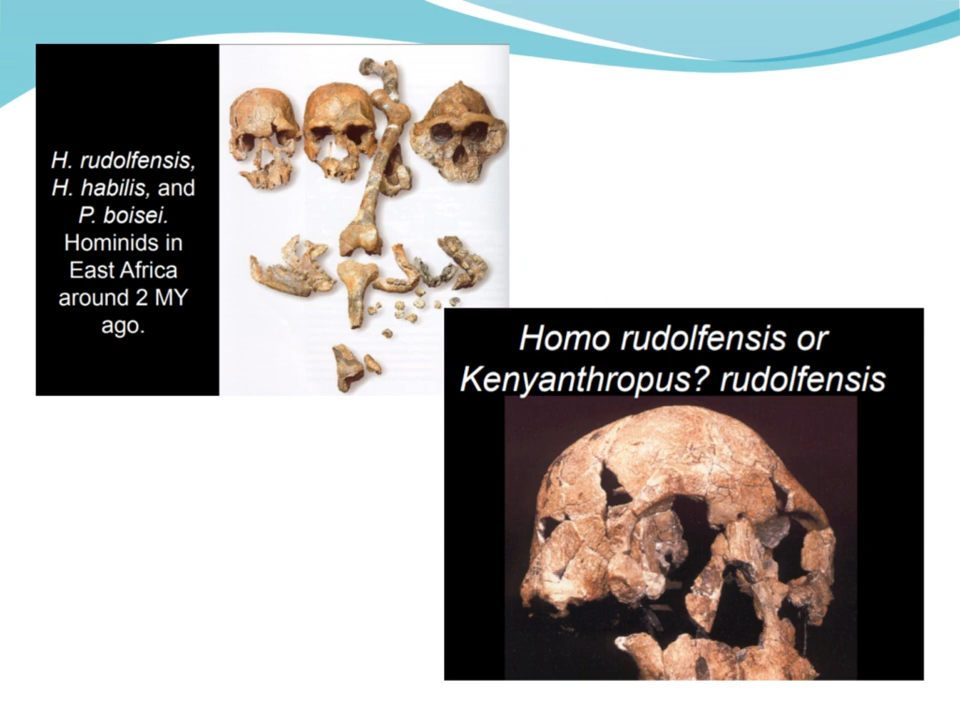 H. rudolfensis,
H. habilis, and
P. boisei.
Hominids in
East Africa
around 2 MY
ago.
Homo rudolfensis or
Kenyanthropus? rudolfensis